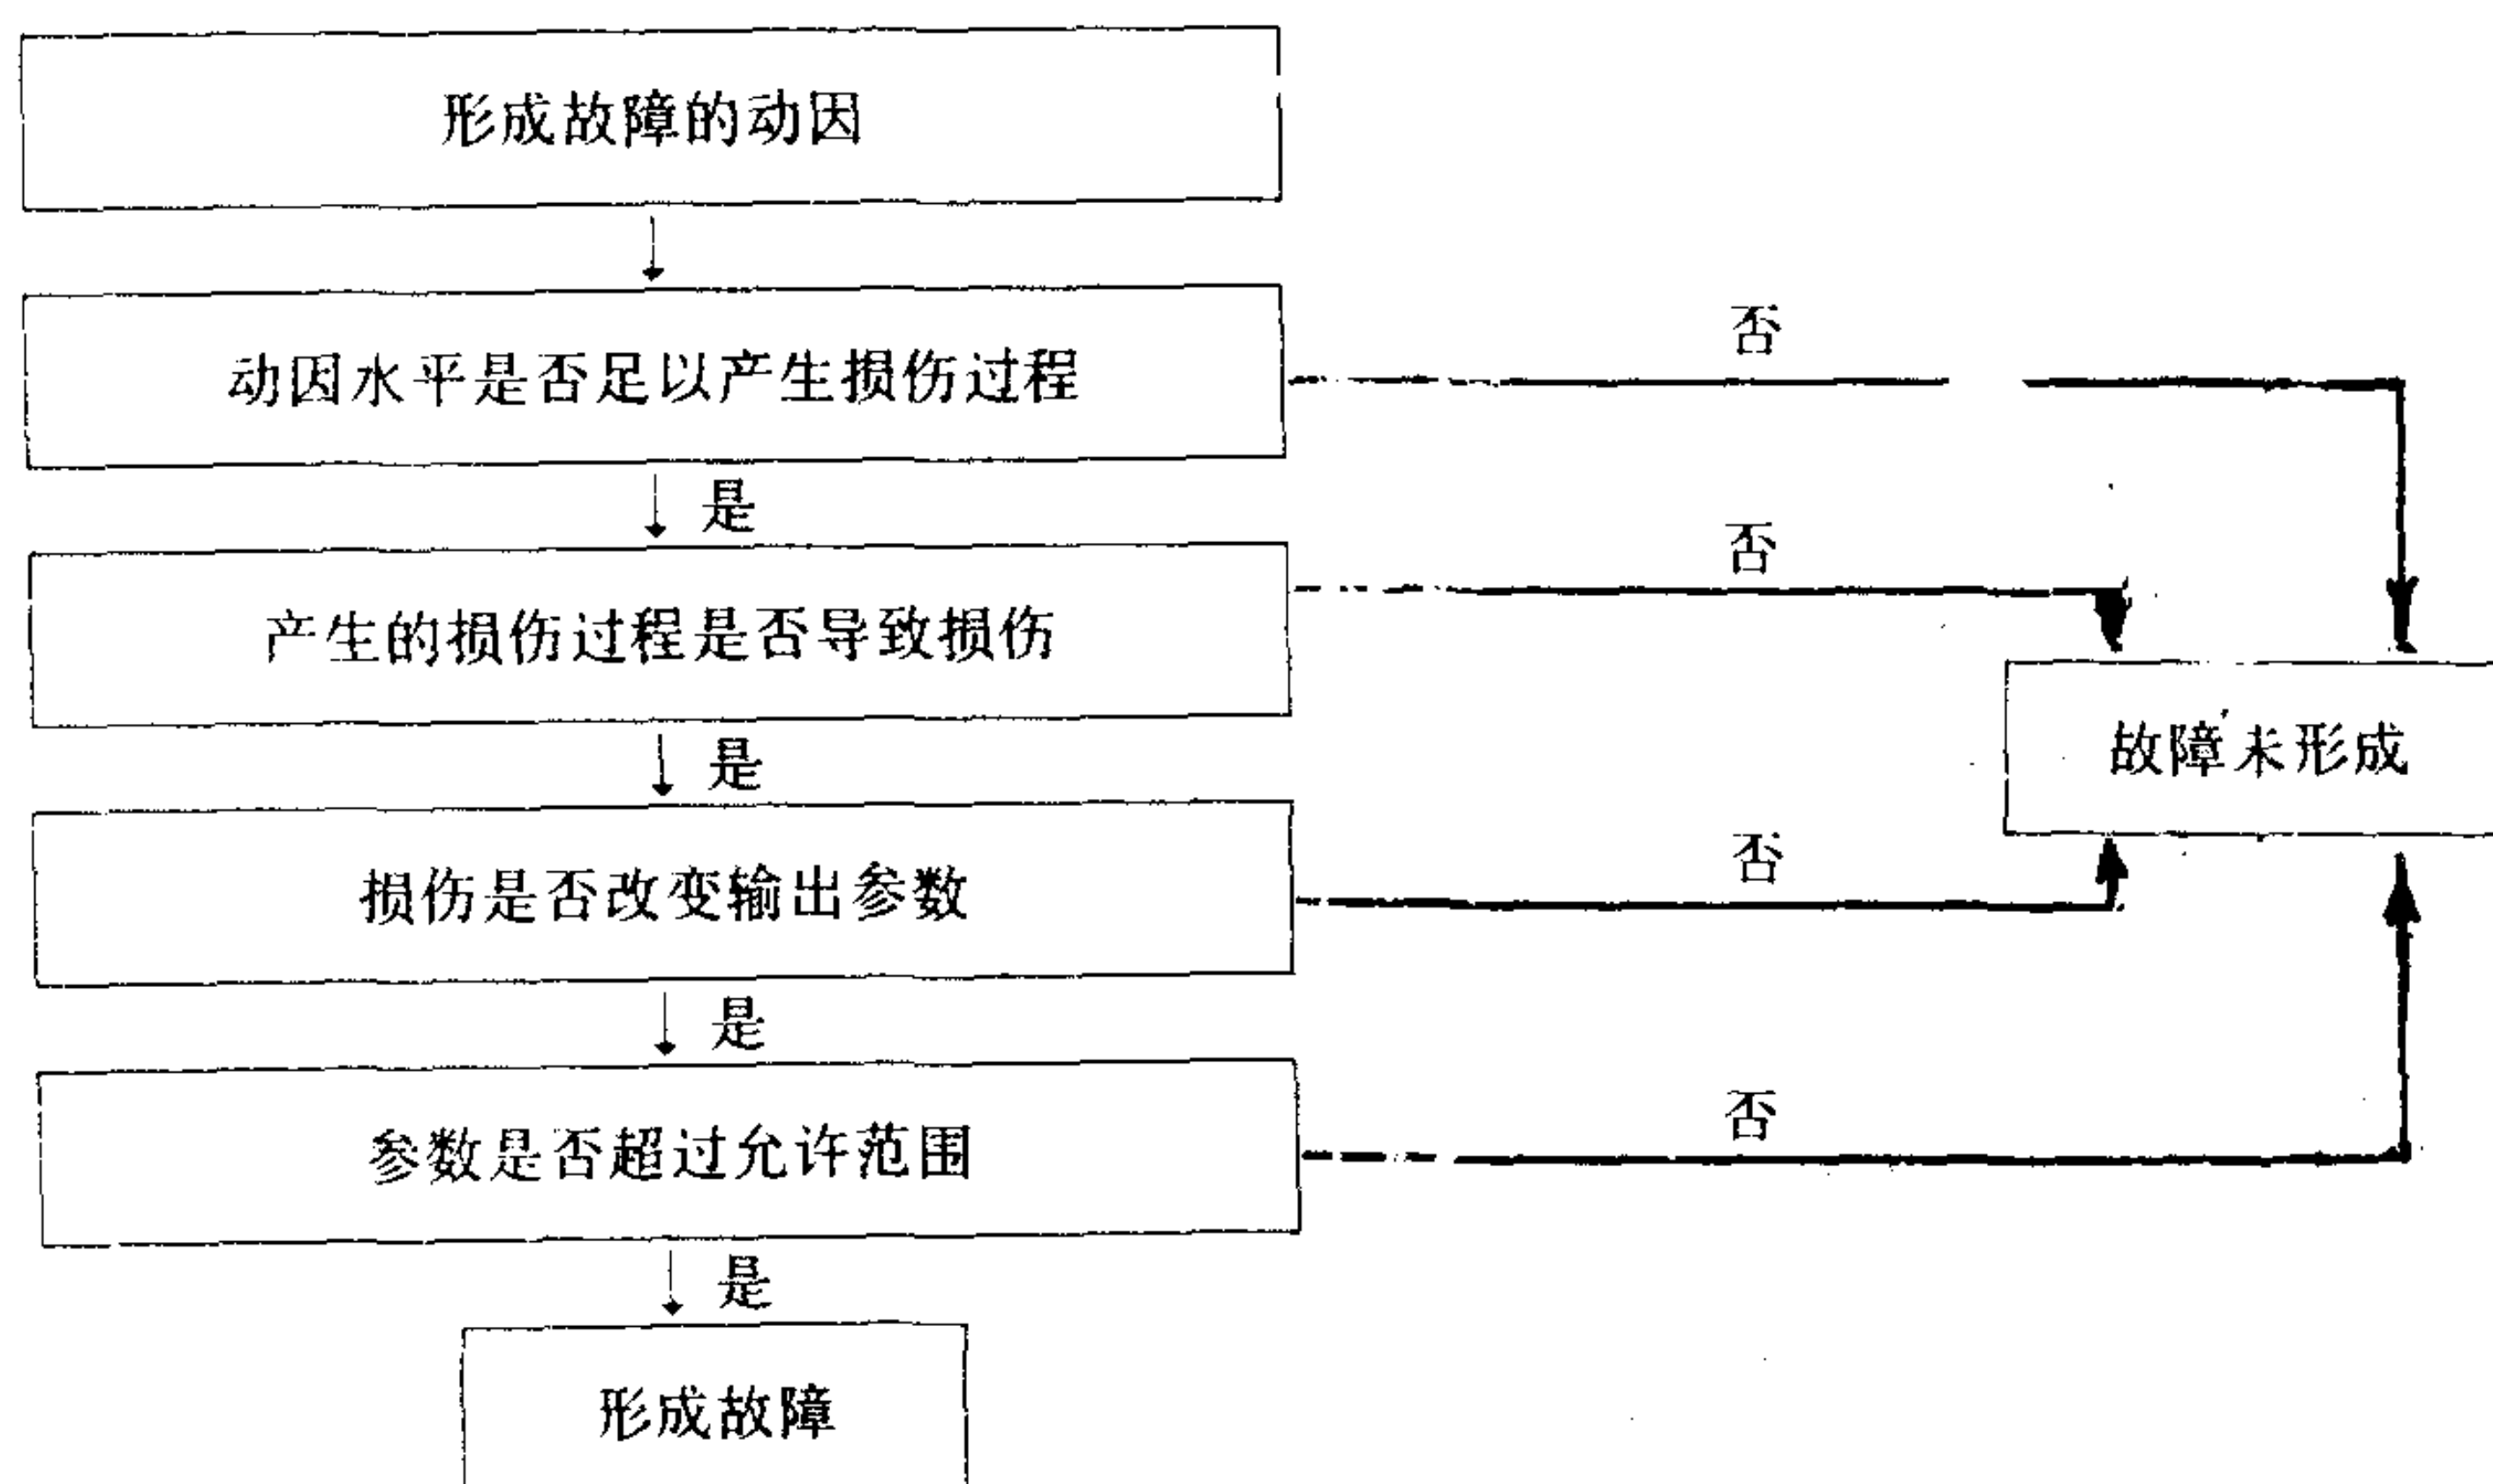 形成故障的动因
动因水平是否足以产生损伤过程
否
是
产生的损伤过程是否导致损伤
否
是
故障未形成
损伤是否改变输出参数
否
是
参数是否超过允许范围
否
是
形成故障